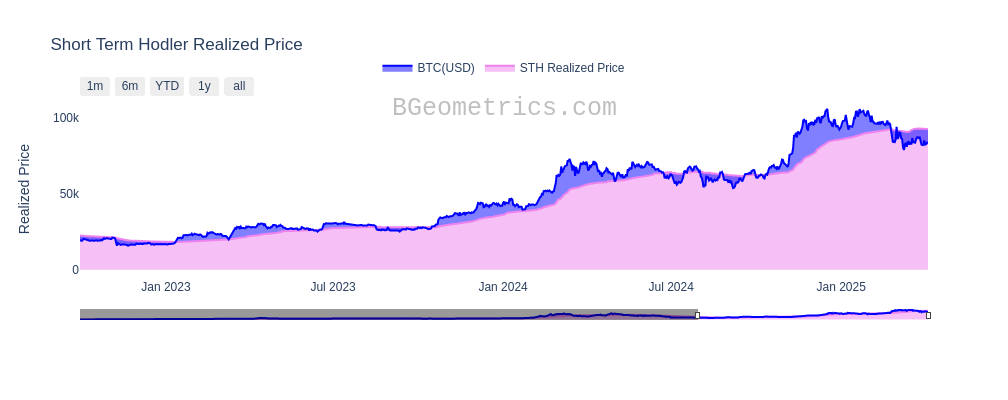 Short Term Hodler Realized Price
BTC(USD) STH Realized Price
1m 6m YTD 1y all
BGeometrics.com
100k
50k
0
Realized Price
Jan 2023 Jul 2023 Jan 2024 Jul 2024 Jan 2025